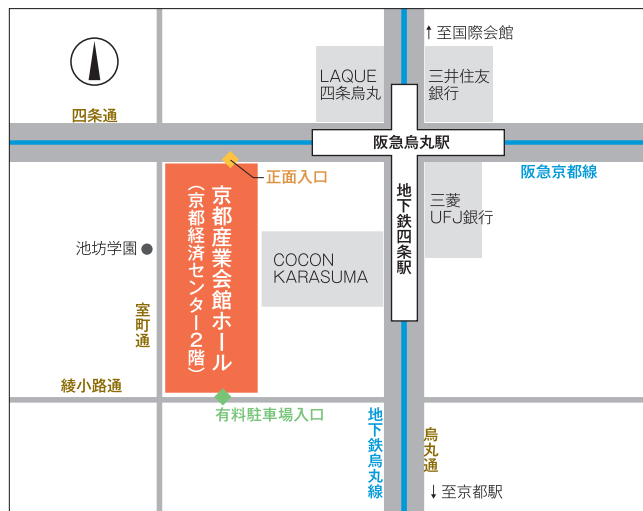 ↑至国際会館
LAQUE
四条烏丸
三井住友
銀行
四条通
阪急烏丸駅
正面入口
阪急京都線
京都産業会館ホール
（京都経済センター2階）
地下鉄四条駅
三菱
UFJ銀行
池坊学園
COCON
KARASUMA
室町通
綾小路通
有料駐車場入口
地下鉄烏丸線
烏丸通
↓至京都駅